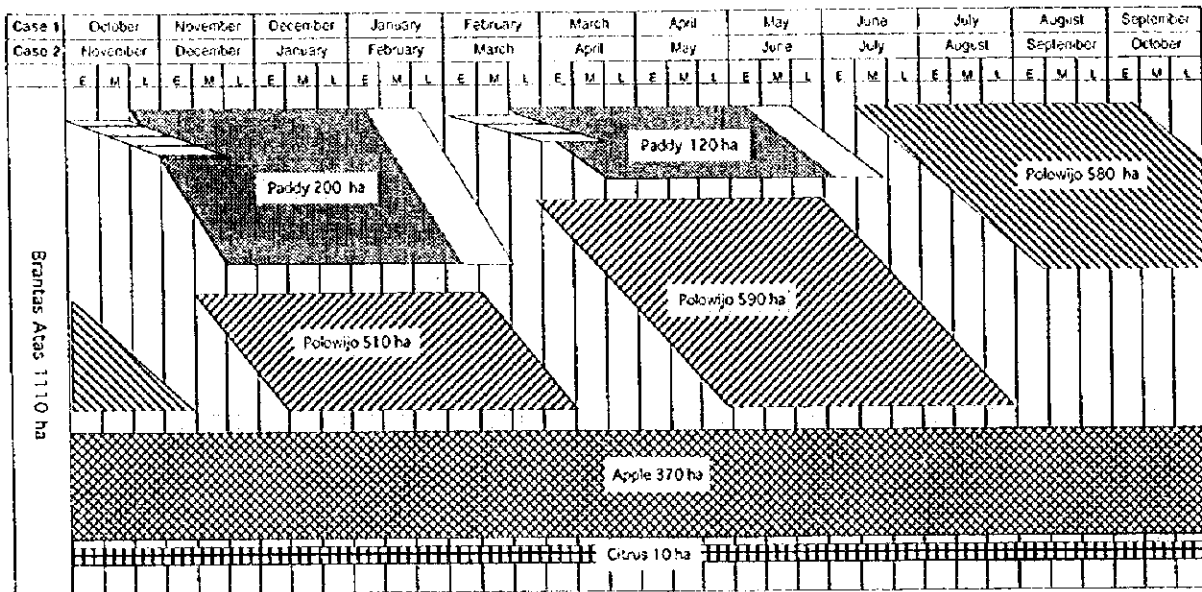 Case 1 October November December January February March April May June July August September
Case 2 November December January February March April May June July August September October
E M L E M L E M L E M L E M L E M L E M L E M L E M L E M L E M L E M L
Paddy 120 ha
Polowijo 580 ha
Paddy 200 ha
Brantas Atas 1110 ha
Polowijo 590 ha
Polowijo 510 ha
Apple 370 ha
Citrus 10 ha